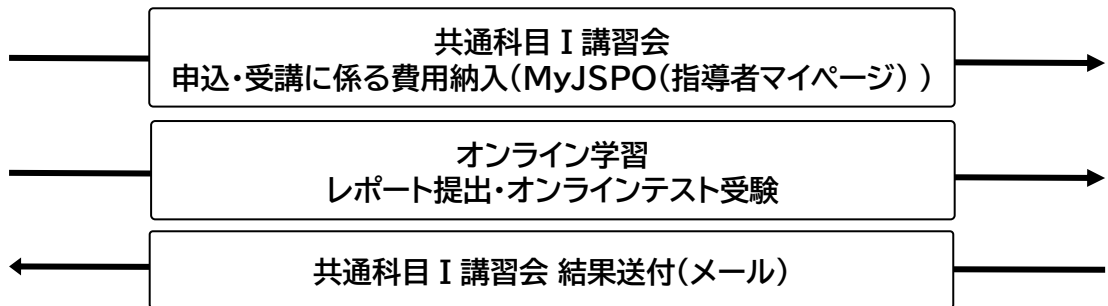 共通科目Ⅰ講習会
申込・受講に係る費用納入（MyJSPO（指導者マイページ））
オンライン学習
レポート提出・オンラインテスト受験
共通科目Ⅰ講習会 結果送付（メール）